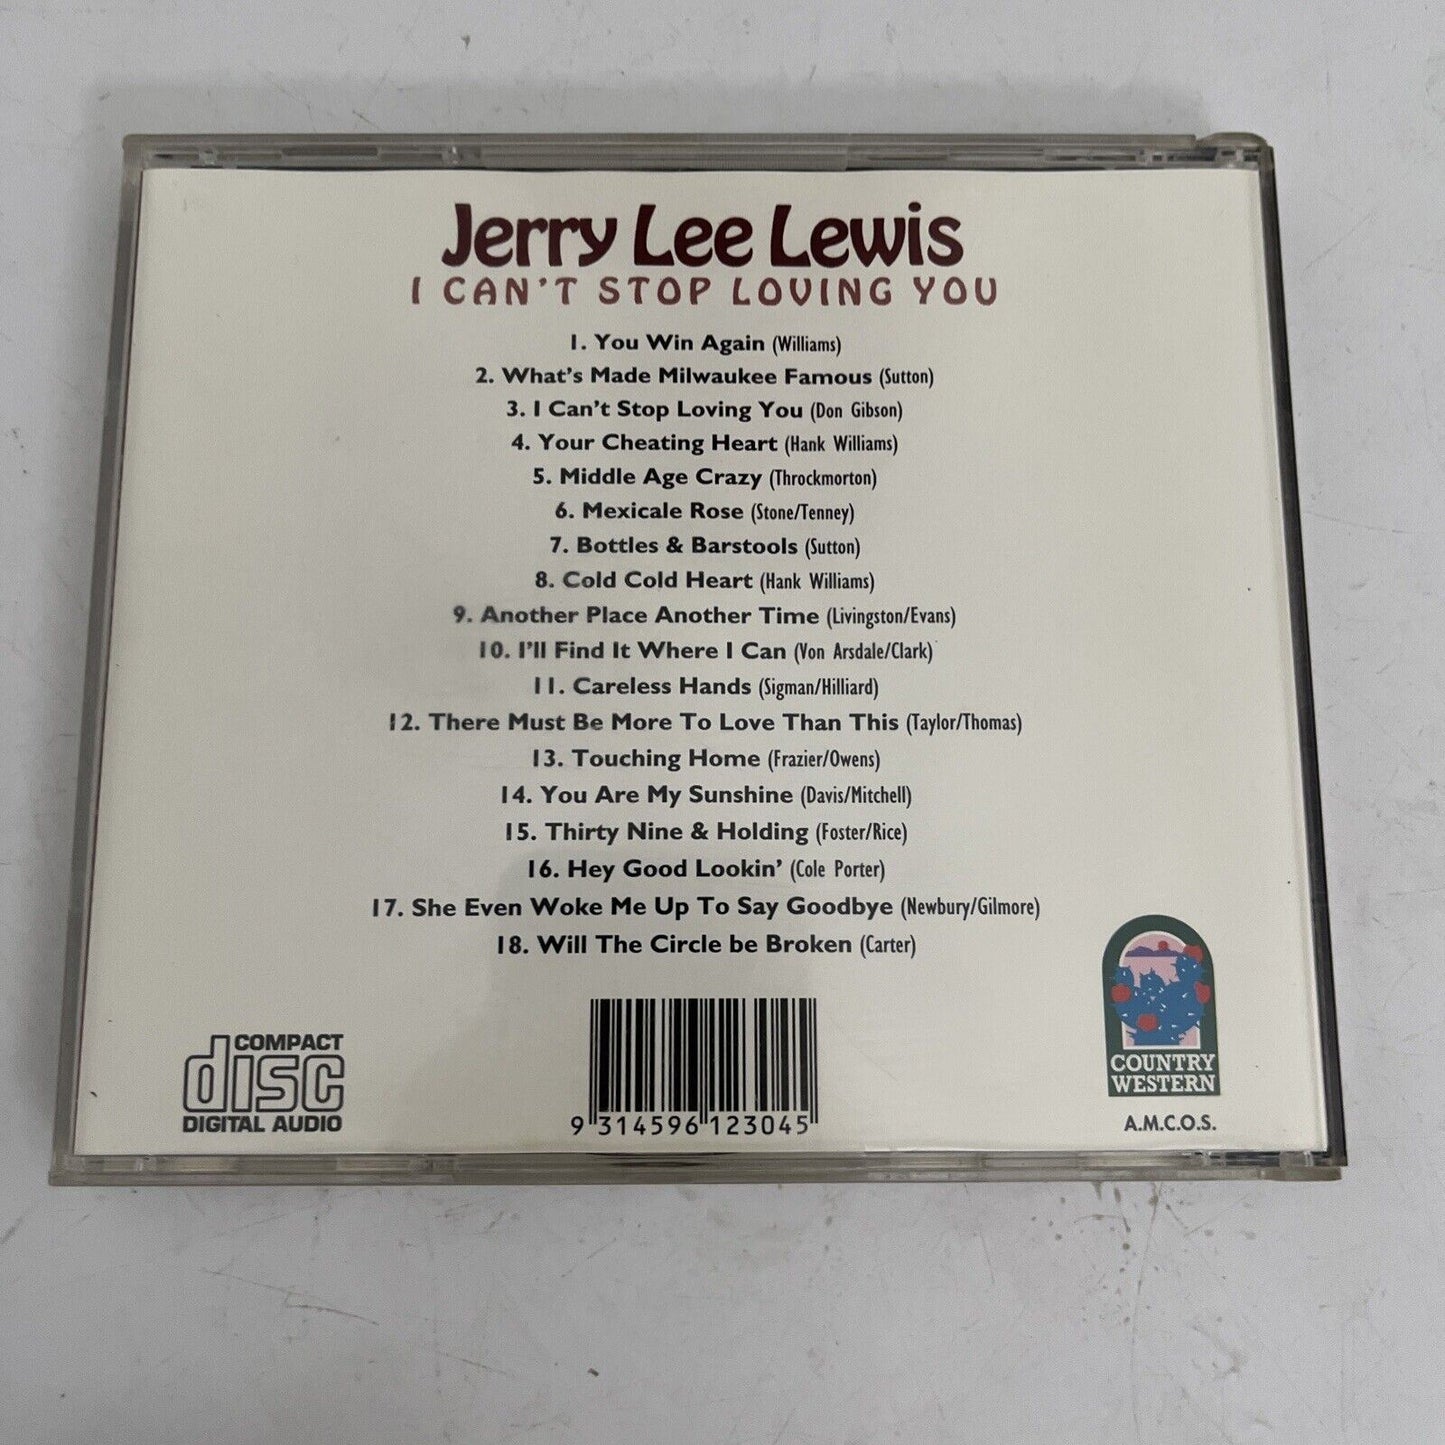 Jerry Lee Lewis
I CAN'T STOP LOVING YOU
1. You Win Again (Williams)
2. What's Made Milwaukee Famous (Sutton)
3. I Can't Stop Loving You (Don Gibson)
4. Your Cheating Heart (Hank Williams)
5. Middle Age Crazy (Throckmorton)
6. Mexicale Rose (Stone/Tenney)
7. Bottles & Barstools (Sutton)
8. Cold Cold Heart (Hank Williams)
9. Another Place Another Time (Livingston/Evans)
10. I'll Find It Where I Can (Von Arsdale/Clark)
11. Careless Hands (Sigman/Hilliard)
12. There Must Be More To Love Than This (Taylor/Thomas)
13. Touching Home (Frazier/Owens)
14. You Are My Sunshine (Davis/Mitchell)
15. Thirty Nine & Holding (Foster/Rice)
16. Hey Good Lookin' (Cole Porter)
17. She Even Woke Me Up To Say Goodbye (Newbury/Gilmore)
18. Will The Circle be Broken (Carter)
COMPACT
disc
DIGITAL AUDIO
9 314596 123045
COUNTRY
WESTERN
A.M.C.O.S.